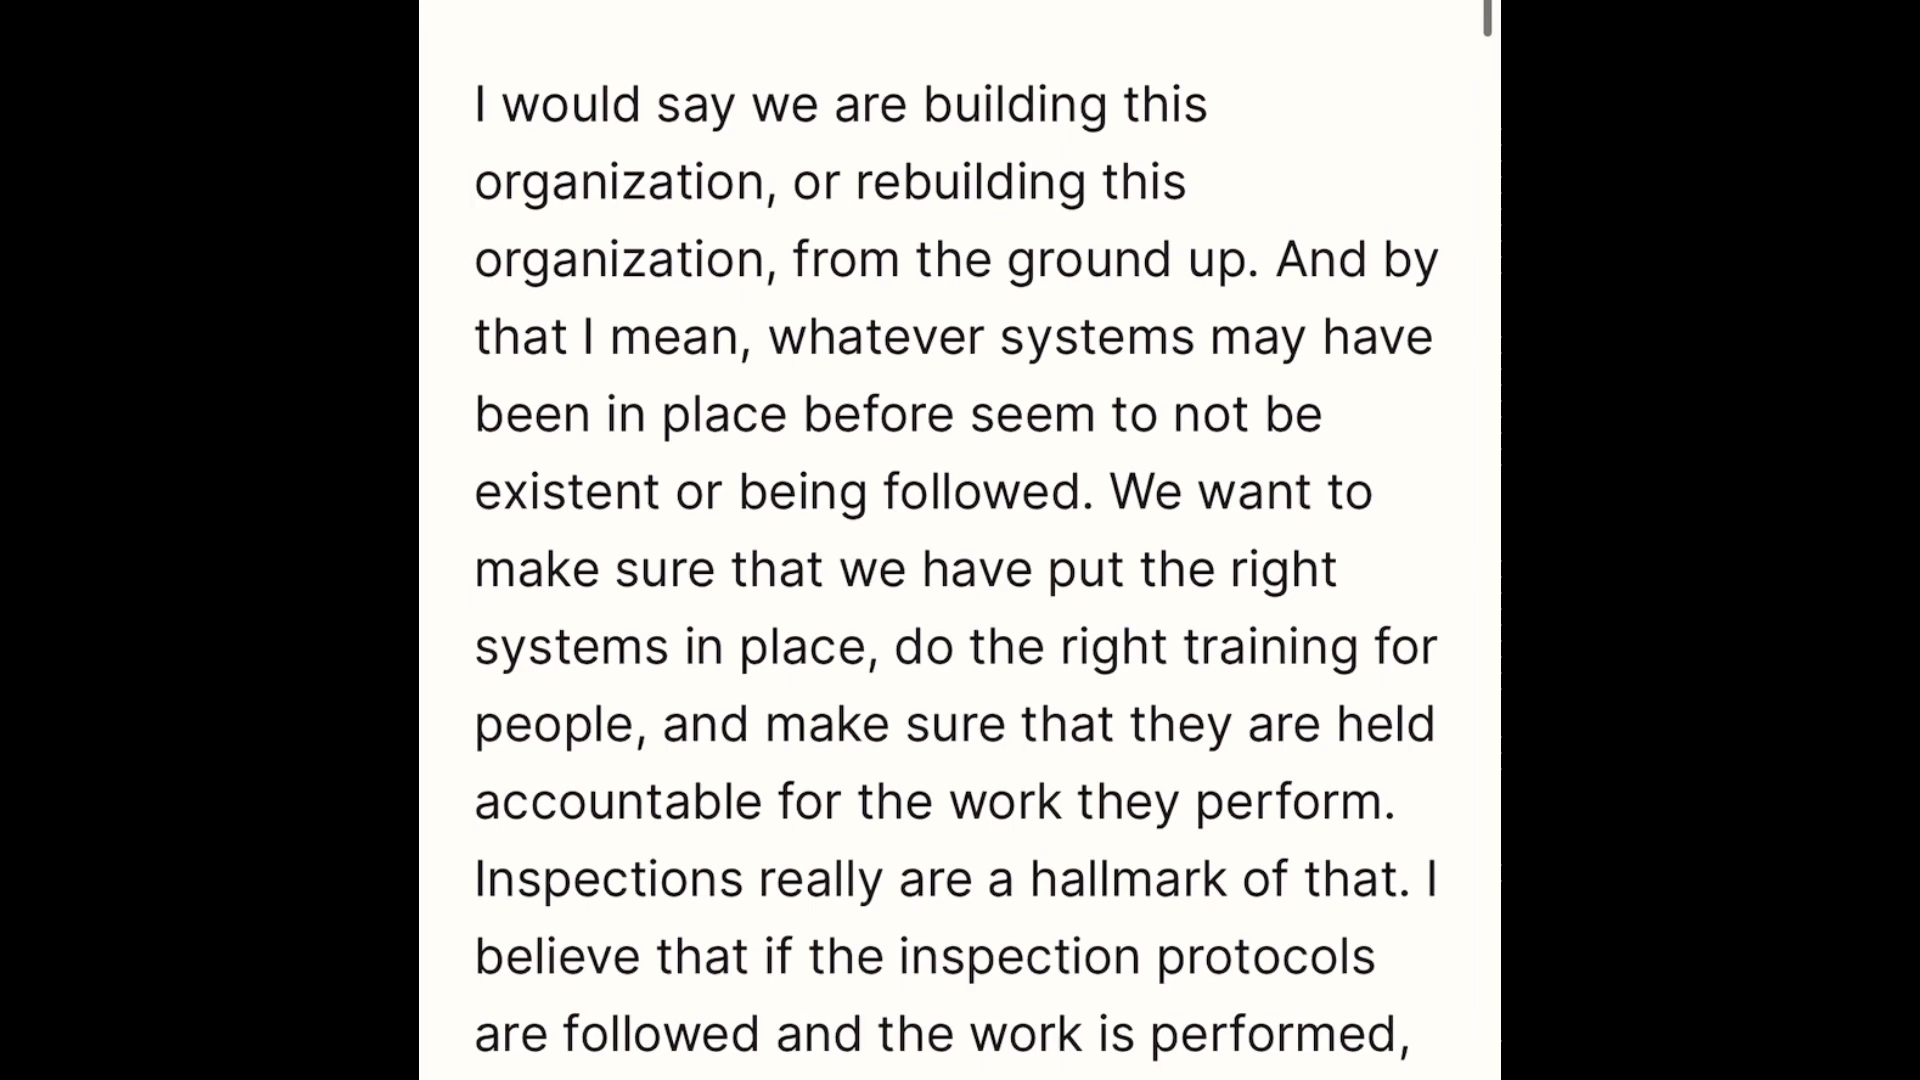 I would say we are building this
organization, or rebuilding this
organization, from the ground up. And by
that I mean, whatever systems may have
been in place before seem to not be
existent or being followed. We want to
make sure that we have put the right
systems in place, do the right training for
people, and make sure that they are held
accountable for the work they perform.
Inspections really are a hallmark of that. I
believe that if the inspection protocols
are followed and the work is performed,